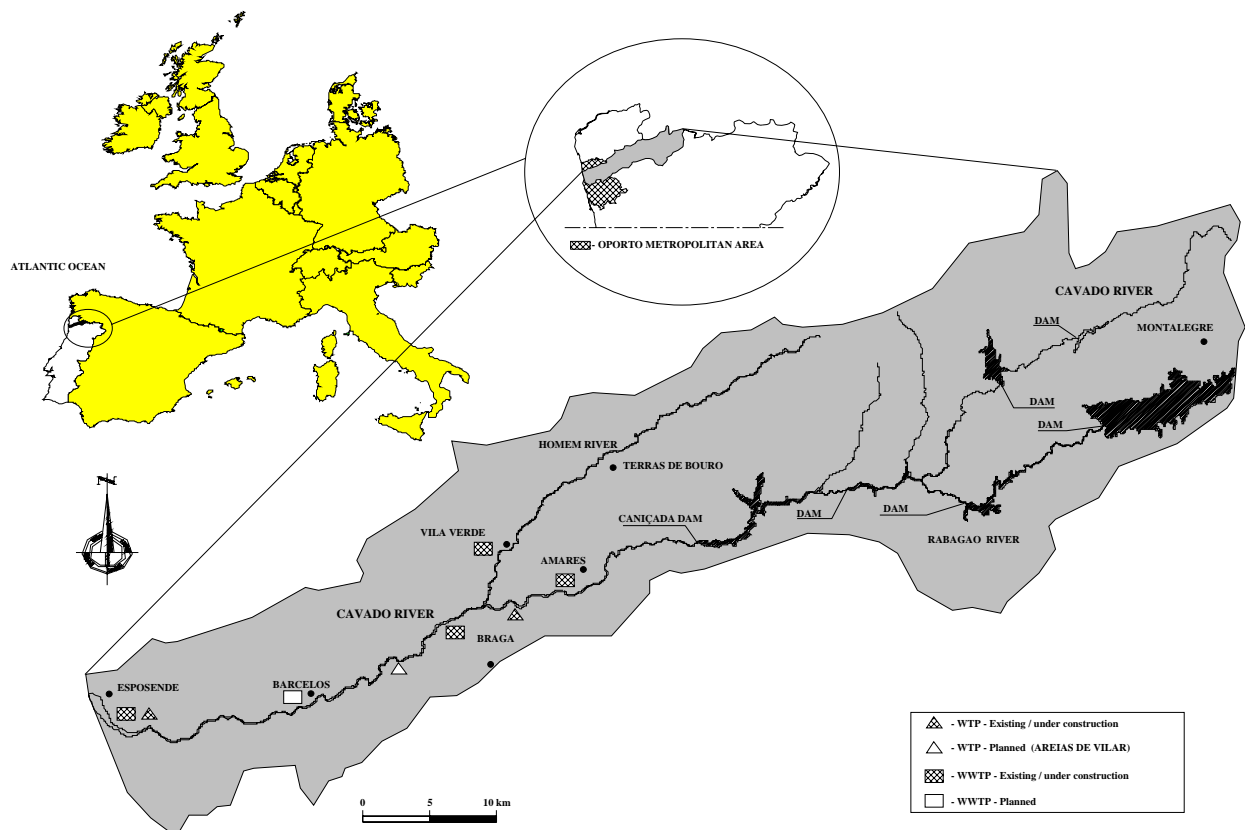 ATLANTIC OCEAN
N
- OPORTO METROPOLITAN AREA
CAVADO RIVER
DAM
MONTALEGRE
DAM
DAM
HOMEM RIVER
TERRAS DE BOURO
CANIÇADA DAM
DAM
DAM
VILA VERDE
RABAGAO RIVER
AMARES
CAVADO RIVER
BRAGA
ESPOSENDE
BARCELOS
- WTP - Existing / under construction
- WTP - Planned (AREIAS DE VILAR)
- WWTP - Existing / under construction
- WWTP - Planned
0 5 10 km